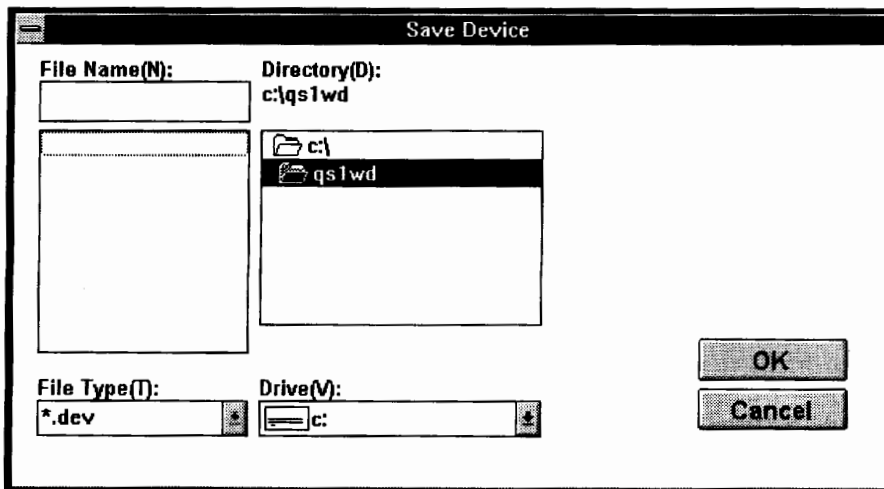 Save Device
File Name(N):
Directory(D):
c:\qs1wd
c:\
qs1wd
OK
File Type(T):
Drive(V):
*.dev
c:
Cancel